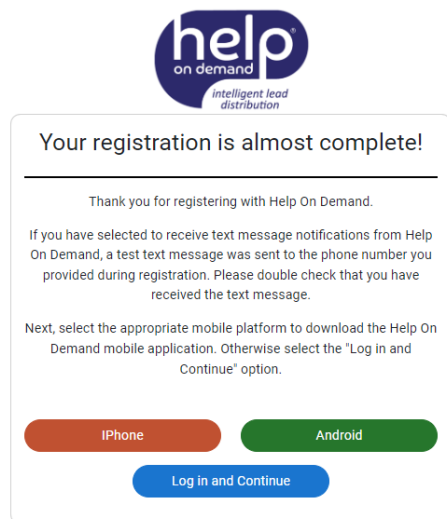 help®
on demand
intelligent lead
distribution
Your registration is almost complete!
Thank you for registering with Help On Demand.
If you have selected to receive text message notifications from Help
On Demand, a test text message was sent to the phone number you
provided during registration. Please double check that you have
received the text message.
Next, select the appropriate mobile platform to download the Help On
Demand mobile application. Otherwise select the "Log in and
Continue" option.
IPhone
Android
Log in and Continue